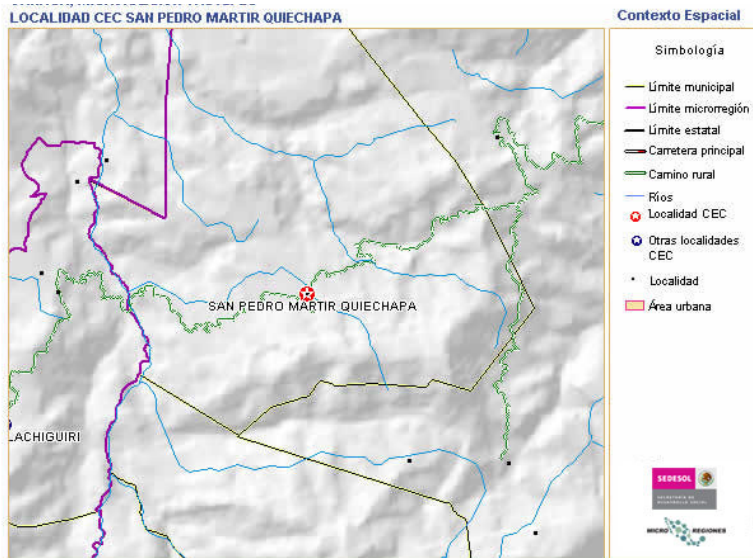 LOCALIDAD CEC SAN PEDRO MARTIR QUIECHAPA
Contexto Espacial
Simbología
Límite municipal
Límite microrregión
Límite estatal
Carretera principal
Camino rural
Ríos
Localidad CEC
Otras localidades
CEC
Localidad
Área urbana
SAN PEDRO MARTIR QUIECHAPA
LACHIGUIRI
SEDESOL
MICRO REGIONES